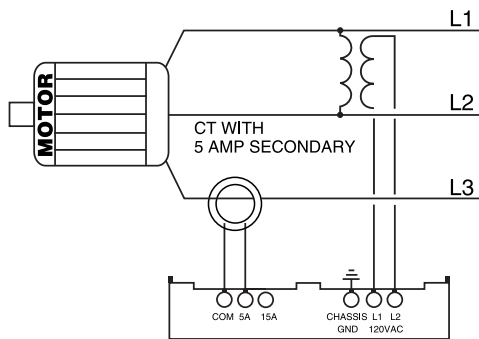 L1
MOTOR
L2
CT WITH
5 AMP SECONDARY
L3
COM 5A 15A CHASSIS L1 L2
GND 120VAC